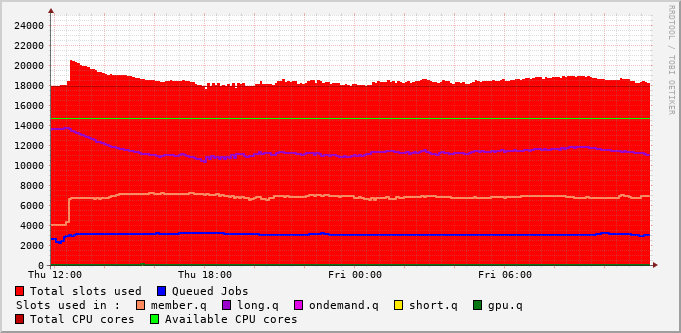 RRDTOOL / TOBI OETIKER
24000
22000
20000
18000
16000
14000
12000
10000
8000
6000
4000
2000
0
Thu 12:00 Thu 18:00 Fri 00:00 Fri 06:00
Total slots used Queued Jobs
Slots used in : member.q long.q ondemand.q short.q gpu.q
Total CPU cores Available CPU cores